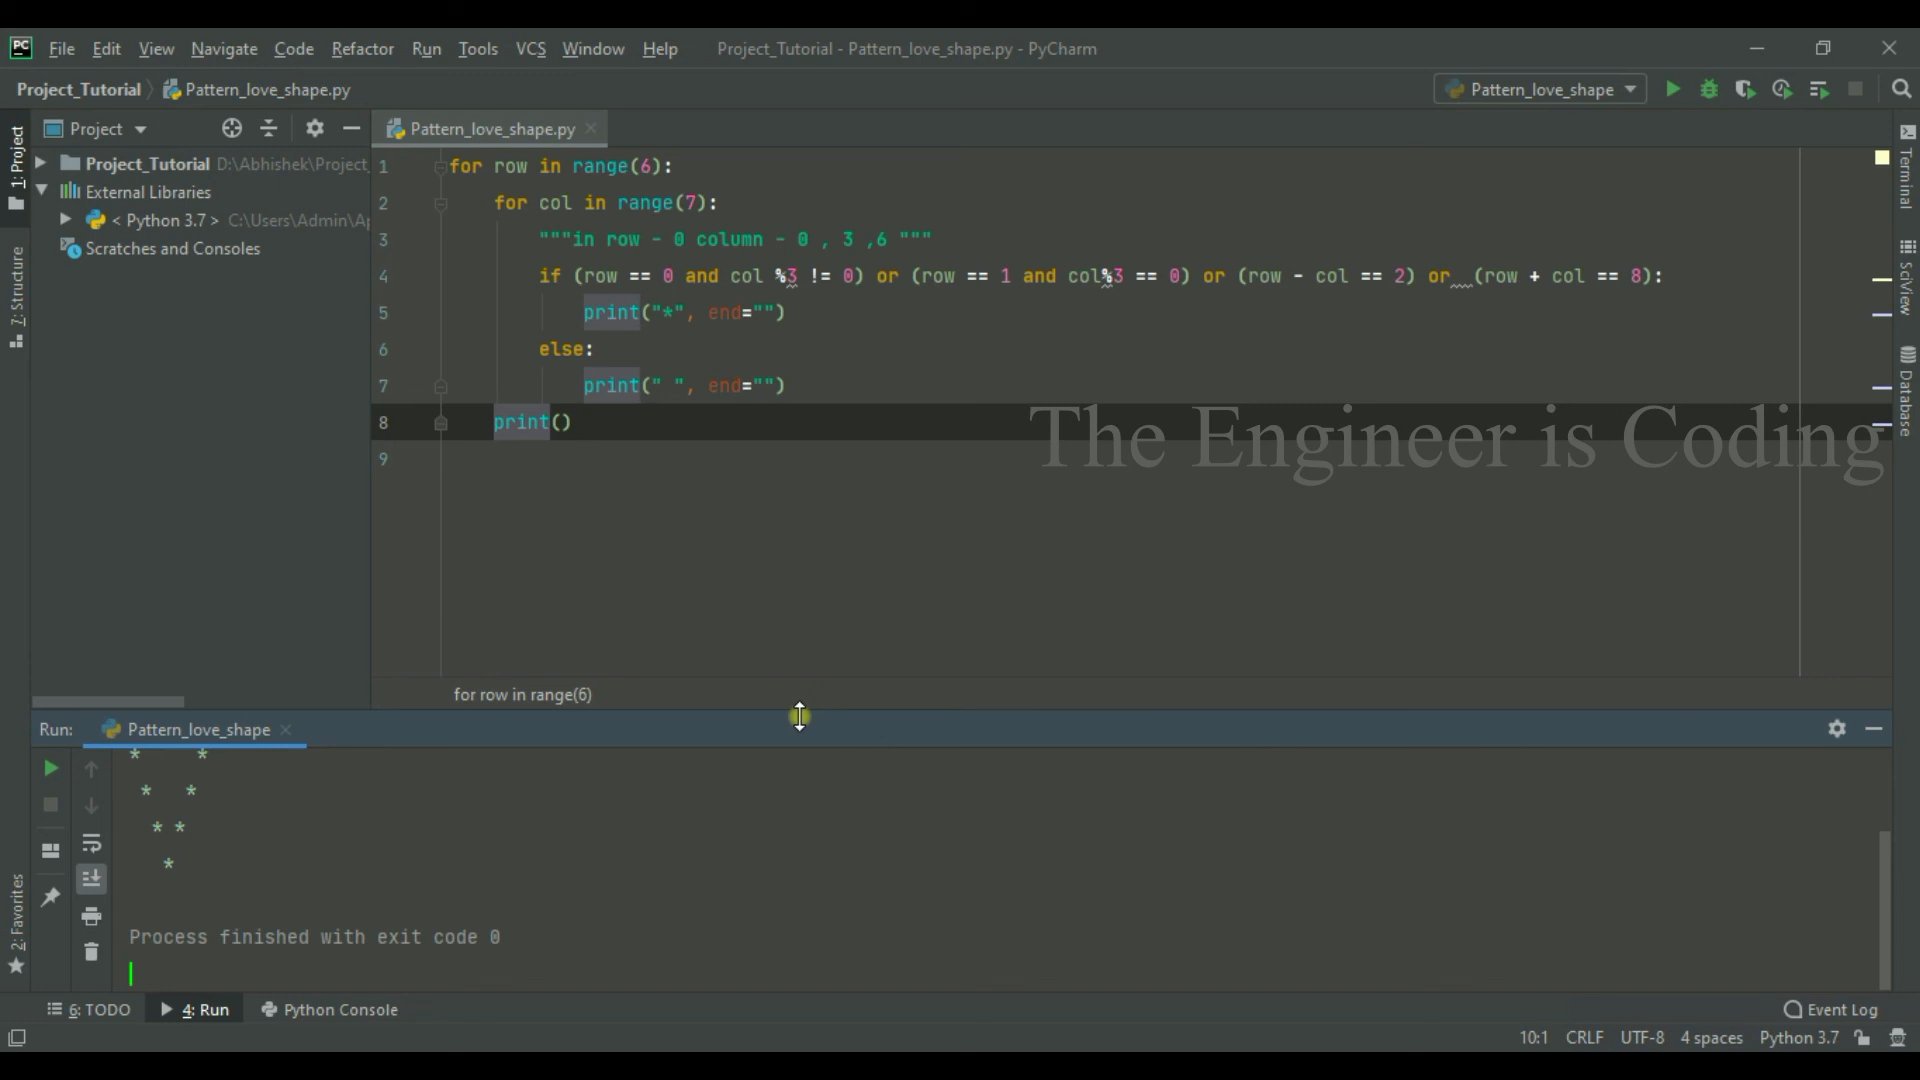 PC File Edit View Navigate Code Refactor Run Tools VCS Window Help Project_Tutorial - Pattern_love_shape.py - PyCharm
Project_Tutorial Pattern_love_shape.py Pattern_love_shape
1: Project
Project
Pattern_love_shape.py
Project_Tutorial D:\Abhishek\Project_
External Libraries
< Python 3.7 > C:\Users\Admin\Ap
Scratches and Consoles
7: Structure
2: Favorites
1 for row in range(6):
2 for col in range(7):
3 """in row - 0 column - 0 , 3 ,6 """
4 if (row == 0 and col %3 != 0) or (row == 1 and col%3 == 0) or (row - col == 2) or  (row + col == 8):
5 print("*", end="")
6 else:
7 print(" ", end="")
8 print()
9
The Engineer is Coding
for row in range(6)
Terminal
SciView
Database
Run: Pattern_love_shape
*     *
 *   *
  * *
   *
Process finished with exit code 0
6: TODO 4: Run Python Console Event Log
10:1 CRLF UTF-8 4 spaces Python 3.7